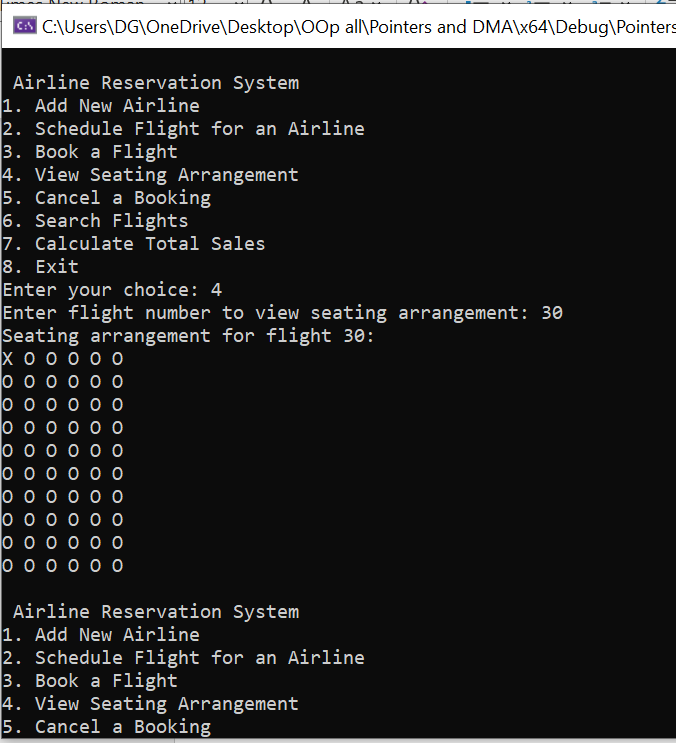 C:\Users\DG\OneDrive\Desktop\OOp all\Pointers and DMA\x64\Debug\Pointers
Airline Reservation System
1. Add New Airline
2. Schedule Flight for an Airline
3. Book a Flight
4. View Seating Arrangement
5. Cancel a Booking
6. Search Flights
7. Calculate Total Sales
8. Exit
Enter your choice: 4
Enter flight number to view seating arrangement: 30
Seating arrangement for flight 30:
X O O O O O
O O O O O O
O O O O O O
O O O O O O
O O O O O O
O O O O O O
O O O O O O
O O O O O O
O O O O O O
O O O O O O
Airline Reservation System
1. Add New Airline
2. Schedule Flight for an Airline
3. Book a Flight
4. View Seating Arrangement
5. Cancel a Booking